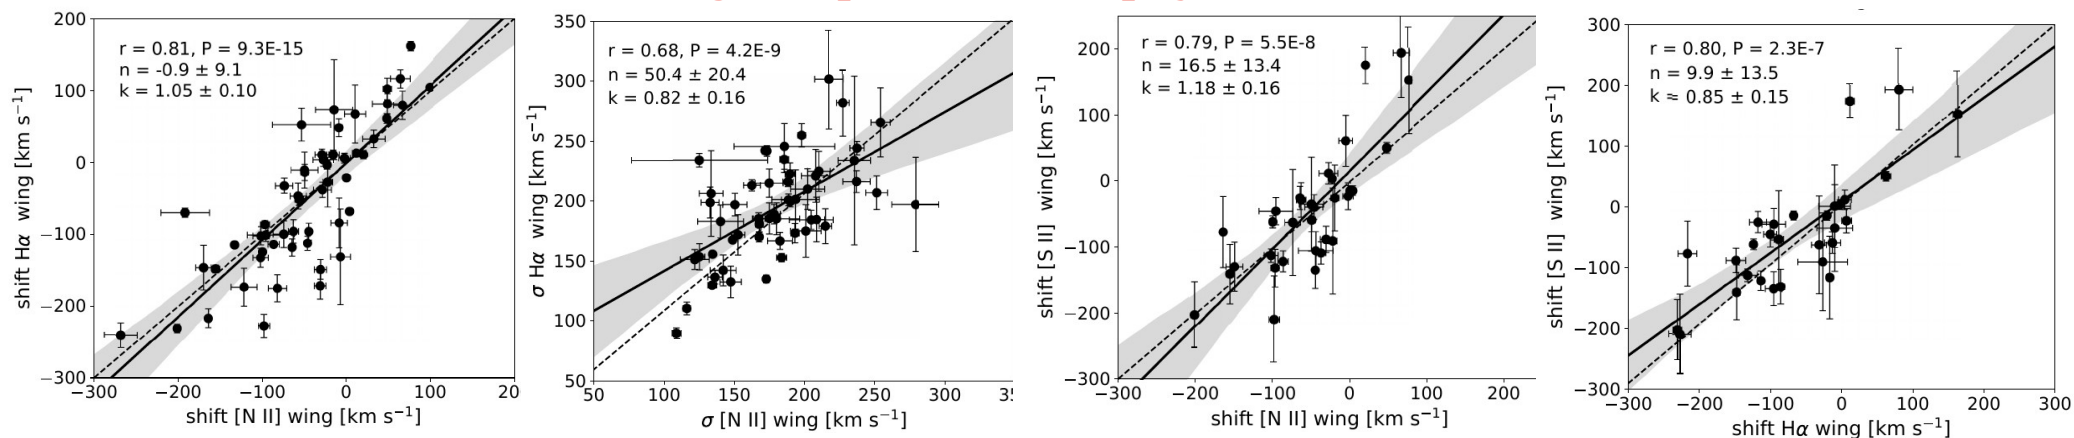 r = 0.81, P = 9.3E-15
n = -0.9 ± 9.1
k = 1.05 ± 0.10
200
100
0
−100
−200
−300
shift Hα wing [km s⁻¹]
−300
−200
−100
0
100
20
shift [N II] wing [km s⁻¹]
r = 0.68, P = 4.2E-9
n = 50.4 ± 20.4
k = 0.82 ± 0.16
350
300
250
200
150
100
50
σ Hα wing [km s⁻¹]
50
100
150
200
250
300
σ [N II] wing [km s⁻¹]
r = 0.79, P = 5.5E-8
n = 16.5 ± 13.4
k = 1.18 ± 0.16
200
100
0
−100
−200
−300
shift [S II] wing [km s⁻¹]
−300
−200
−100
0
100
200
shift [N II] wing [km s⁻¹]
r = 0.80, P = 2.3E-7
n = 9.9 ± 13.5
k = 0.85 ± 0.15
300
200
100
0
−100
−200
−300
shift [S II] wing [km s⁻¹]
−300
−200
−100
0
100
200
300
shift Hα wing [km s⁻¹]